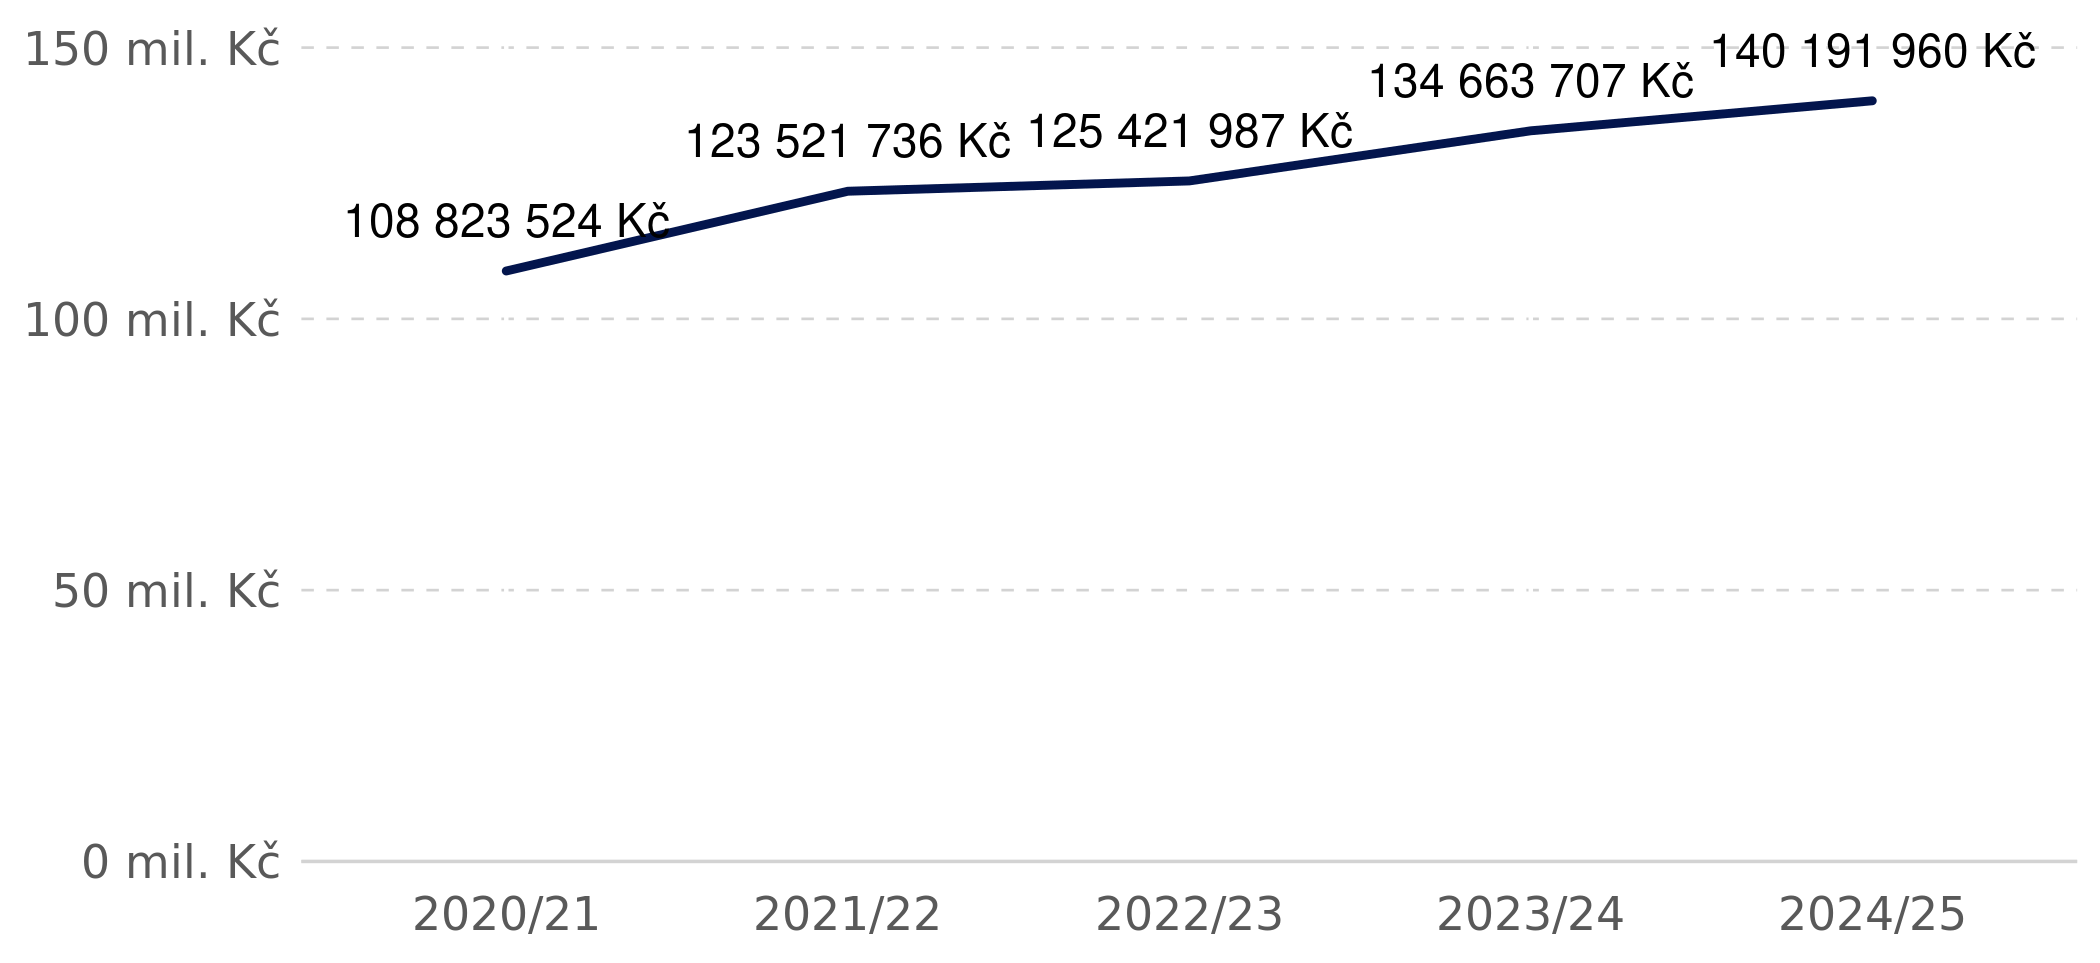 150 mil. Kč
140 191 960 Kč
134 663 707 Kč
123 521 736 Kč
125 421 987 Kč
108 823 524 Kč
100 mil. Kč
50 mil. Kč
0 mil. Kč
2020/21
2021/22
2022/23
2023/24
2024/25